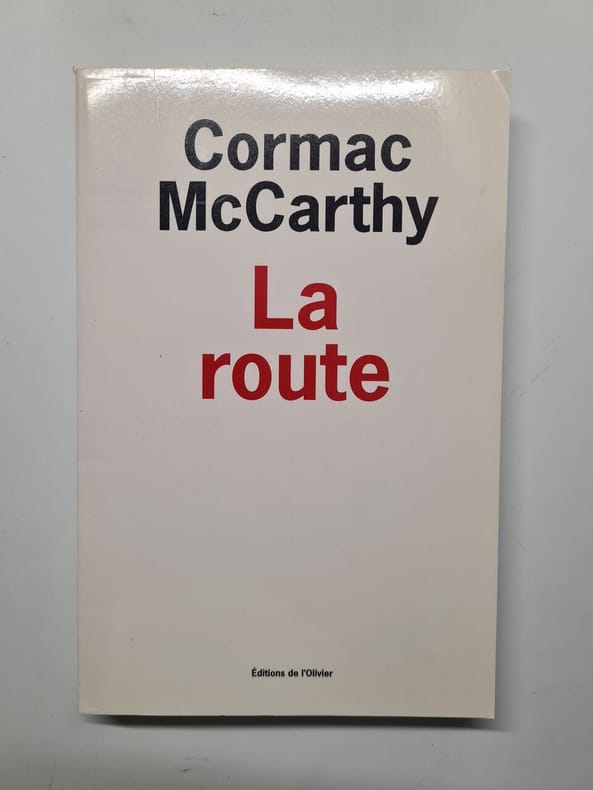 Cormac
McCarthy
La
route
Éditions de l'Olivier